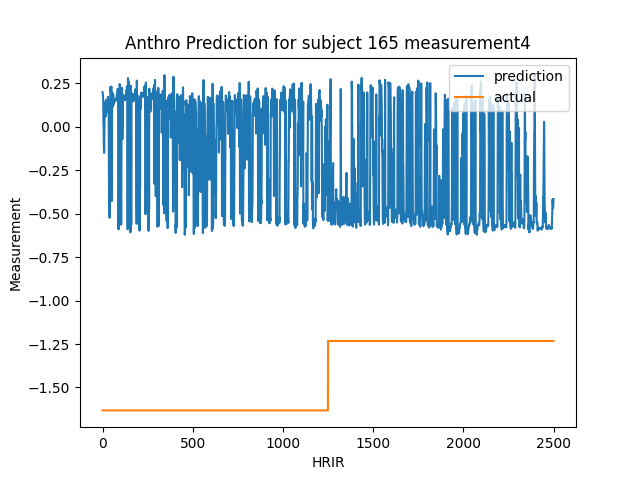 Anthro Prediction for subject 165 measurement4
prediction
actual
0.25
0.00
−0.25
−0.50
−0.75
−1.00
−1.25
−1.50
Measurement
0
500
1000
1500
2000
2500
HRIR